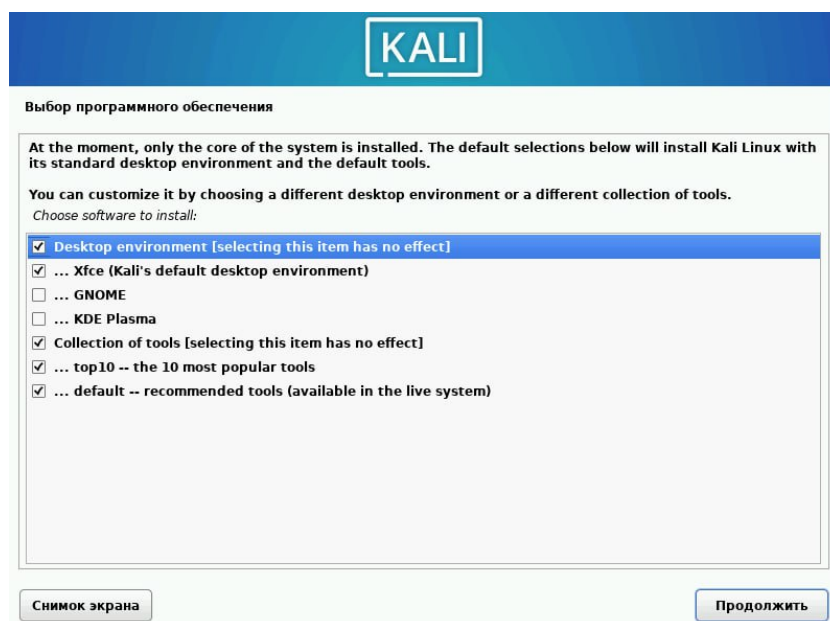 KALI
Выбор программного обеспечения
At the moment, only the core of the system is installed. The default selections below will install Kali Linux with
its standard desktop environment and the default tools.
You can customize it by choosing a different desktop environment or a different collection of tools.
Choose software to install:
Desktop environment [selecting this item has no effect]
... Xfce (Kali's default desktop environment)
... GNOME
... KDE Plasma
Collection of tools [selecting this item has no effect]
... top10 -- the 10 most popular tools
... default -- recommended tools (available in the live system)
Снимок экрана
Продолжить